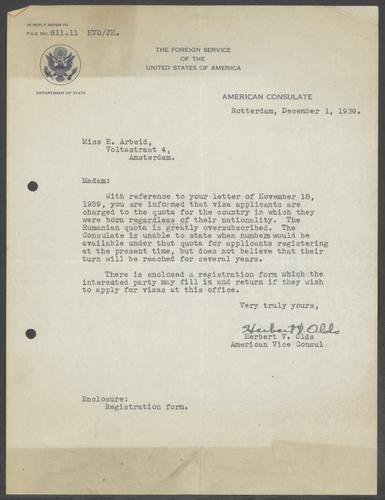 IN REPLY REFER TO
FILE NO. 811.11 HVO/JH.
THE FOREIGN SERVICE
OF THE
UNITED STATES OF AMERICA
DEPARTMENT OF STATE
AMERICAN CONSULATE
Rotterdam, December 1, 1939.
Miss E. Arbeid,
Voltastraat 4,
Amsterdam.
Madam:
With reference to your letter of November 18,
1939, you are informed that visa applicants are
charged to the quota for the country in which they
were born regardless of their nationality. The
Rumanian quota is greatly oversubscribed. The
Consulate is unable to state when numbers would be
available under that quota for applicants registering
at the present time, but does not believe that their
turn will be reached for several years.
There is enclosed a registration form which the
interested party may fill in and return if they wish
to apply for visas at this office.
Very truly yours,
Herbert V. Olds
Herbert V. Olds
American Vice Consul
Enclosure:
Registration form.